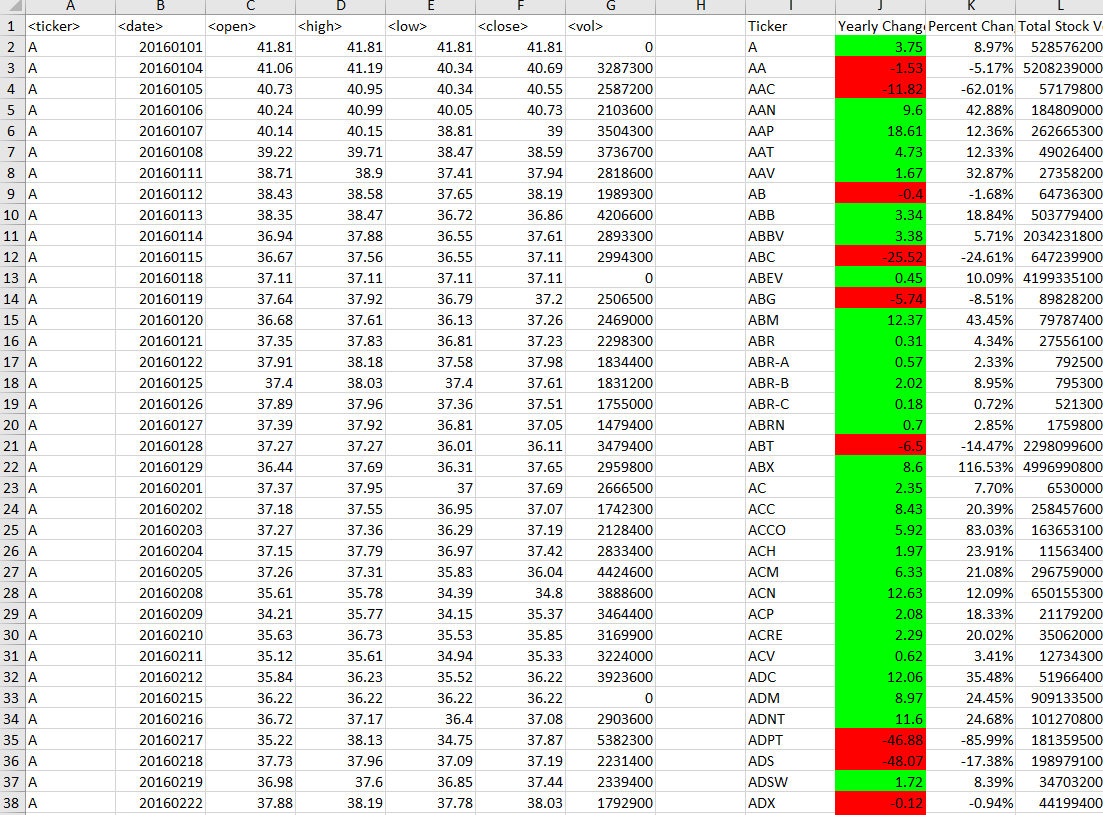 A B C D E F G H I J K L
1 <ticker> <date> <open> <high> <low> <close> <vol> Ticker Yearly Chang Percent Chan Total Stock V
2 A 20160101 41.81 41.81 41.81 41.81 0 A 3.75 8.97% 528576200
3 A 20160104 41.06 41.19 40.34 40.69 3287300 AA -1.53 -5.17% 5208239000
4 A 20160105 40.73 40.95 40.34 40.55 2587200 AAC -11.82 -62.01% 57179800
5 A 20160106 40.24 40.99 40.05 40.73 2103600 AAN 9.6 42.88% 184809000
6 A 20160107 40.14 40.15 38.81 39 3504300 AAP 18.61 12.36% 262665300
7 A 20160108 39.22 39.71 38.47 38.59 3736700 AAT 4.73 12.33% 49026400
8 A 20160111 38.71 38.9 37.41 37.94 2818600 AAV 1.67 32.87% 27358200
9 A 20160112 38.43 38.58 37.65 38.19 1989300 AB -0.4 -1.68% 64736300
10 A 20160113 38.35 38.47 36.72 36.86 4206600 ABB 3.34 18.84% 503779400
11 A 20160114 36.94 37.88 36.55 37.61 2893300 ABBV 3.38 5.71% 2034231800
12 A 20160115 36.67 37.56 36.55 37.11 2994300 ABC -25.52 -24.61% 647239900
13 A 20160118 37.11 37.11 37.11 37.11 0 ABEV 0.45 10.09% 4199335100
14 A 20160119 37.64 37.92 36.79 37.2 2506500 ABG -5.74 -8.51% 89828200
15 A 20160120 36.68 37.61 36.13 37.26 2469000 ABM 12.37 43.45% 79787400
16 A 20160121 37.35 37.83 36.81 37.23 2298300 ABR 0.31 4.34% 27556100
17 A 20160122 37.91 38.18 37.58 37.98 1834400 ABR-A 0.57 2.33% 792500
18 A 20160125 37.4 38.03 37.4 37.61 1831200 ABR-B 2.02 8.95% 795300
19 A 20160126 37.89 37.96 37.36 37.51 1755000 ABR-C 0.18 0.72% 521300
20 A 20160127 37.39 37.92 36.81 37.05 1479400 ABRN 0.7 2.85% 1759800
21 A 20160128 37.27 37.27 36.01 36.11 3479400 ABT -6.5 -14.47% 2298099600
22 A 20160129 36.44 37.69 36.31 37.65 2959800 ABX 8.6 116.53% 4996990800
23 A 20160201 37.37 37.95 37 37.69 2666500 AC 2.35 7.70% 6530000
24 A 20160202 37.18 37.55 36.95 37.07 1742300 ACC 8.43 20.39% 258457600
25 A 20160203 37.27 37.36 36.29 37.19 2128400 ACCO 5.92 83.03% 163653100
26 A 20160204 37.15 37.79 36.97 37.42 2833400 ACH 1.97 23.91% 11563400
27 A 20160205 37.26 37.31 35.83 36.04 4424600 ACM 6.33 21.08% 296759000
28 A 20160208 35.61 35.78 34.39 34.8 3888600 ACN 12.63 12.09% 650155300
29 A 20160209 34.21 35.77 34.15 35.37 3464400 ACP 2.08 18.33% 21179200
30 A 20160210 35.63 36.73 35.53 35.85 3169900 ACRE 2.29 20.02% 35062000
31 A 20160211 35.12 35.61 34.94 35.33 3224000 ACV 0.62 3.41% 12734300
32 A 20160212 35.84 36.23 35.52 36.22 3923600 ADC 12.06 35.48% 51966400
33 A 20160215 36.22 36.22 36.22 36.22 0 ADM 8.97 24.45% 909133500
34 A 20160216 36.72 37.17 36.4 37.08 2903600 ADNT 11.6 24.68% 101270800
35 A 20160217 35.22 38.13 34.75 37.87 5382300 ADPT -46.88 -85.99% 181359500
36 A 20160218 37.73 37.96 37.09 37.19 2231400 ADS -48.07 -17.38% 198979100
37 A 20160219 36.98 37.6 36.85 37.44 2339400 ADSW 1.72 8.39% 34703200
38 A 20160222 37.88 38.19 37.78 38.03 1792900 ADX -0.12 -0.94% 44199400